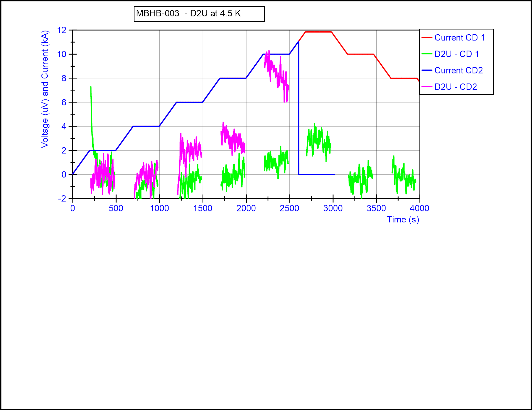 MBHB-003 - D2U at 4.5 K
Voltage (uV) and Current (kA)
12
10
8
6
4
2
0
-2
0 500 1000 1500 2000 2500 3000 3500 4000
Time (s)
Current CD 1
D2U - CD 1
Current CD2
D2U - CD2